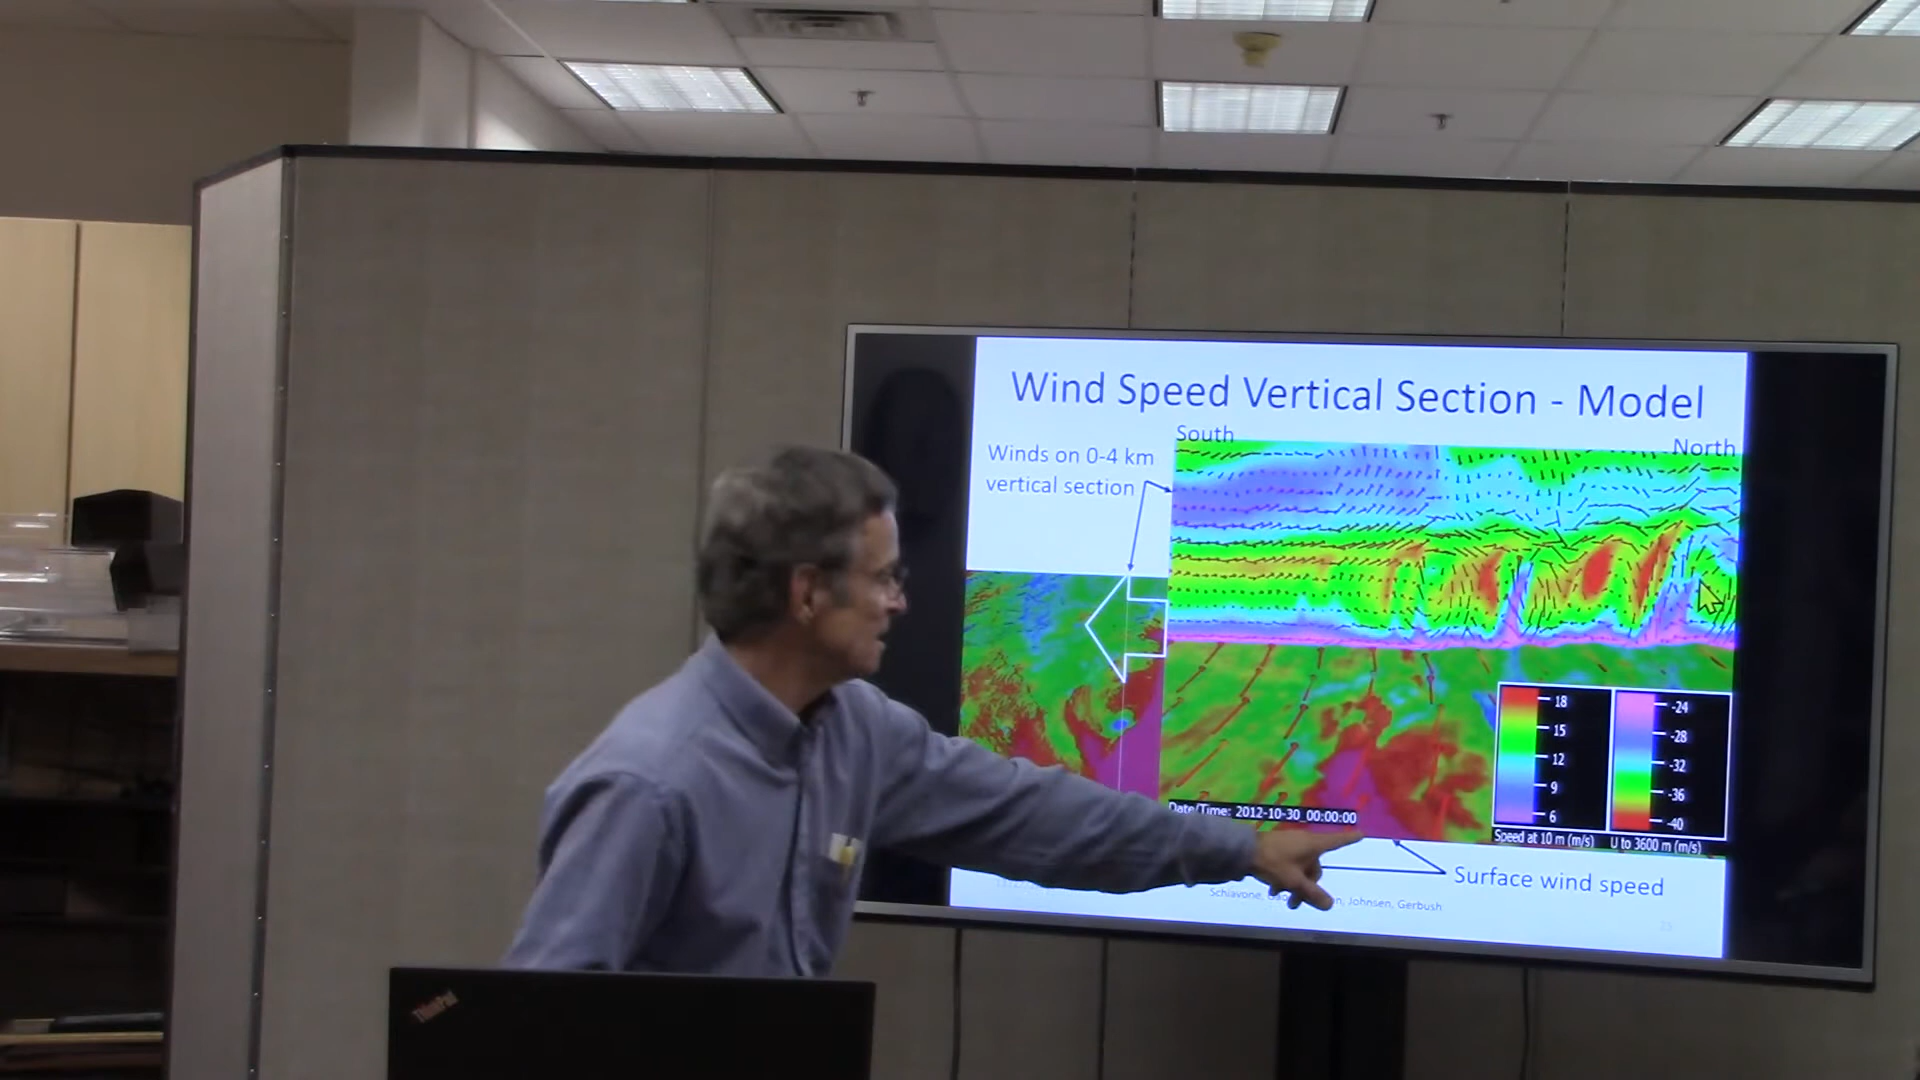 Wind Speed Vertical Section - Model
South
North
Winds on 0-4 km
vertical section
18
15
12
9
6
-24
-28
-32
-36
-40
Date/Time: 2012-10-30_00:00:00
Speed at 10 m (m/s)
U to 3600 m (m/s)
Surface wind speed
Schiavone, Johnsen, Gerbush
25
ThinkPad